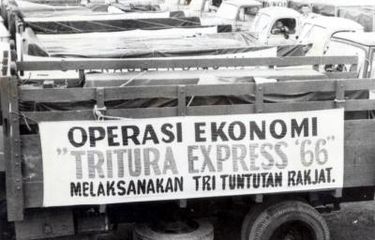 OPERASI EKONOMI
"TRITURA EXPRESS '66"
MELAKSANAKAN TRI TUNTUTAN RAKJAT.